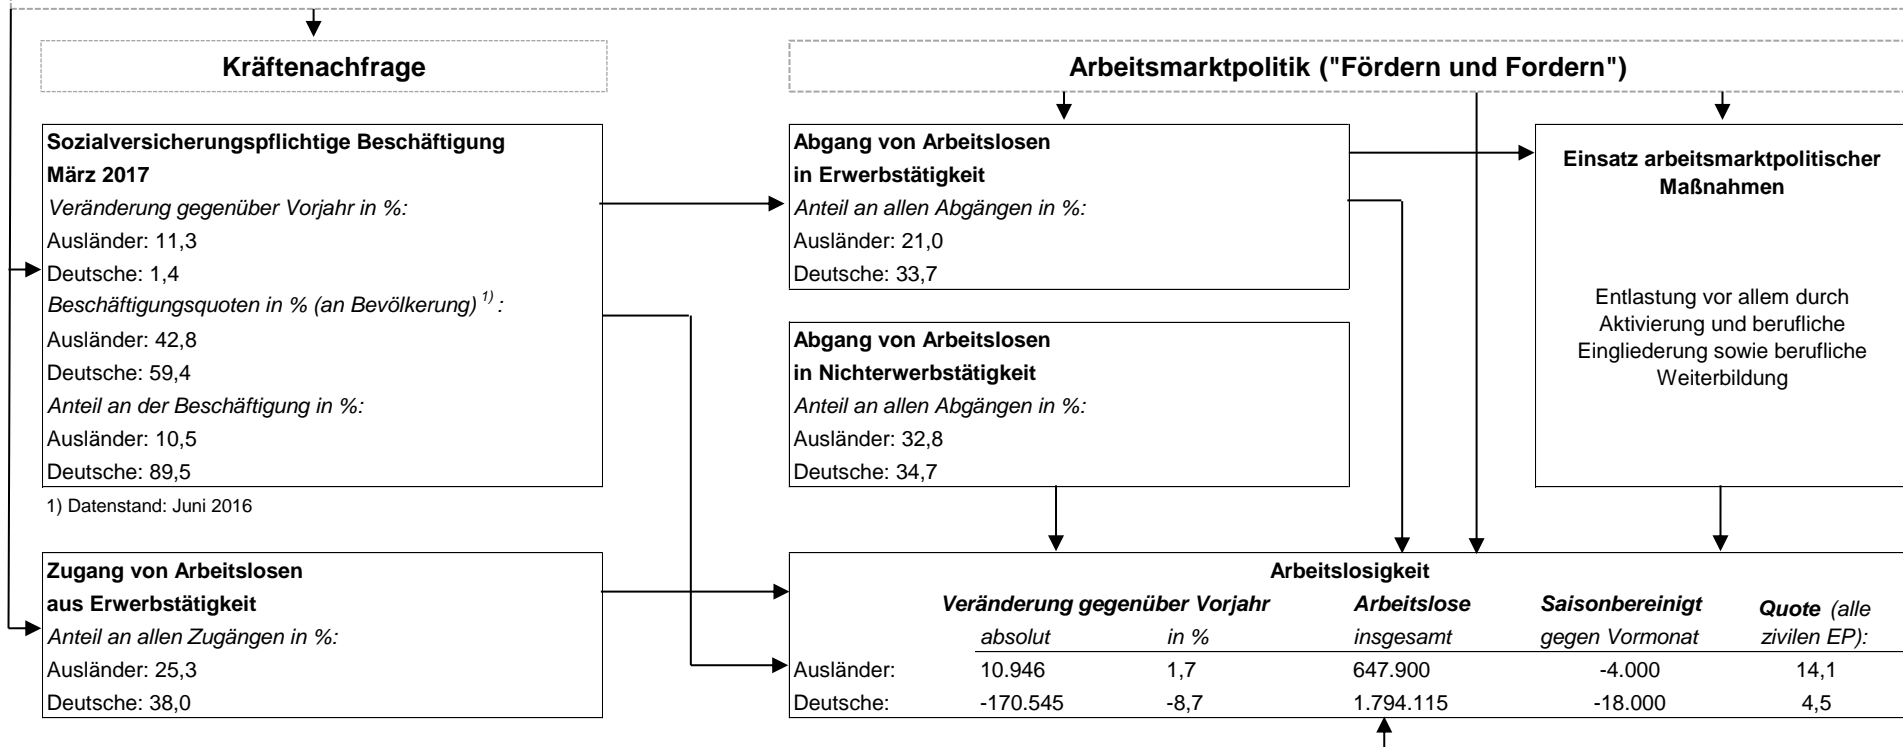 Kräftenachfrage
Arbeitsmarktpolitik ("Fördern und Fordern")
Sozialversicherungspflichtige Beschäftigung
März 2017
Veränderung gegenüber Vorjahr in %:
Ausländer: 11,3
Deutsche: 1,4
Beschäftigungsquoten in % (an Bevölkerung) 1) :
Ausländer: 42,8
Deutsche: 59,4
Anteil an der Beschäftigung in %:
Ausländer: 10,5
Deutsche: 89,5
1) Datenstand: Juni 2016
Abgang von Arbeitslosen
in Erwerbstätigkeit
Anteil an allen Abgängen in %:
Ausländer: 21,0
Deutsche: 33,7
Abgang von Arbeitslosen
in Nichterwerbstätigkeit
Anteil an allen Abgängen in %:
Ausländer: 32,8
Deutsche: 34,7
Einsatz arbeitsmarktpolitischer
Maßnahmen
Entlastung vor allem durch
Aktivierung und berufliche
Eingliederung sowie berufliche
Weiterbildung
Zugang von Arbeitslosen
aus Erwerbstätigkeit
Anteil an allen Zugängen in %:
Ausländer: 25,3
Deutsche: 38,0
Arbeitslosigkeit
Veränderung gegenüber Vorjahr Arbeitslose Saisonbereinigt Quote (alle
absolut in % insgesamt gegen Vormonat zivilen EP):
Ausländer: 10.946 1,7 647.900 -4.000 14,1
Deutsche: -170.545 -8,7 1.794.115 -18.000 4,5